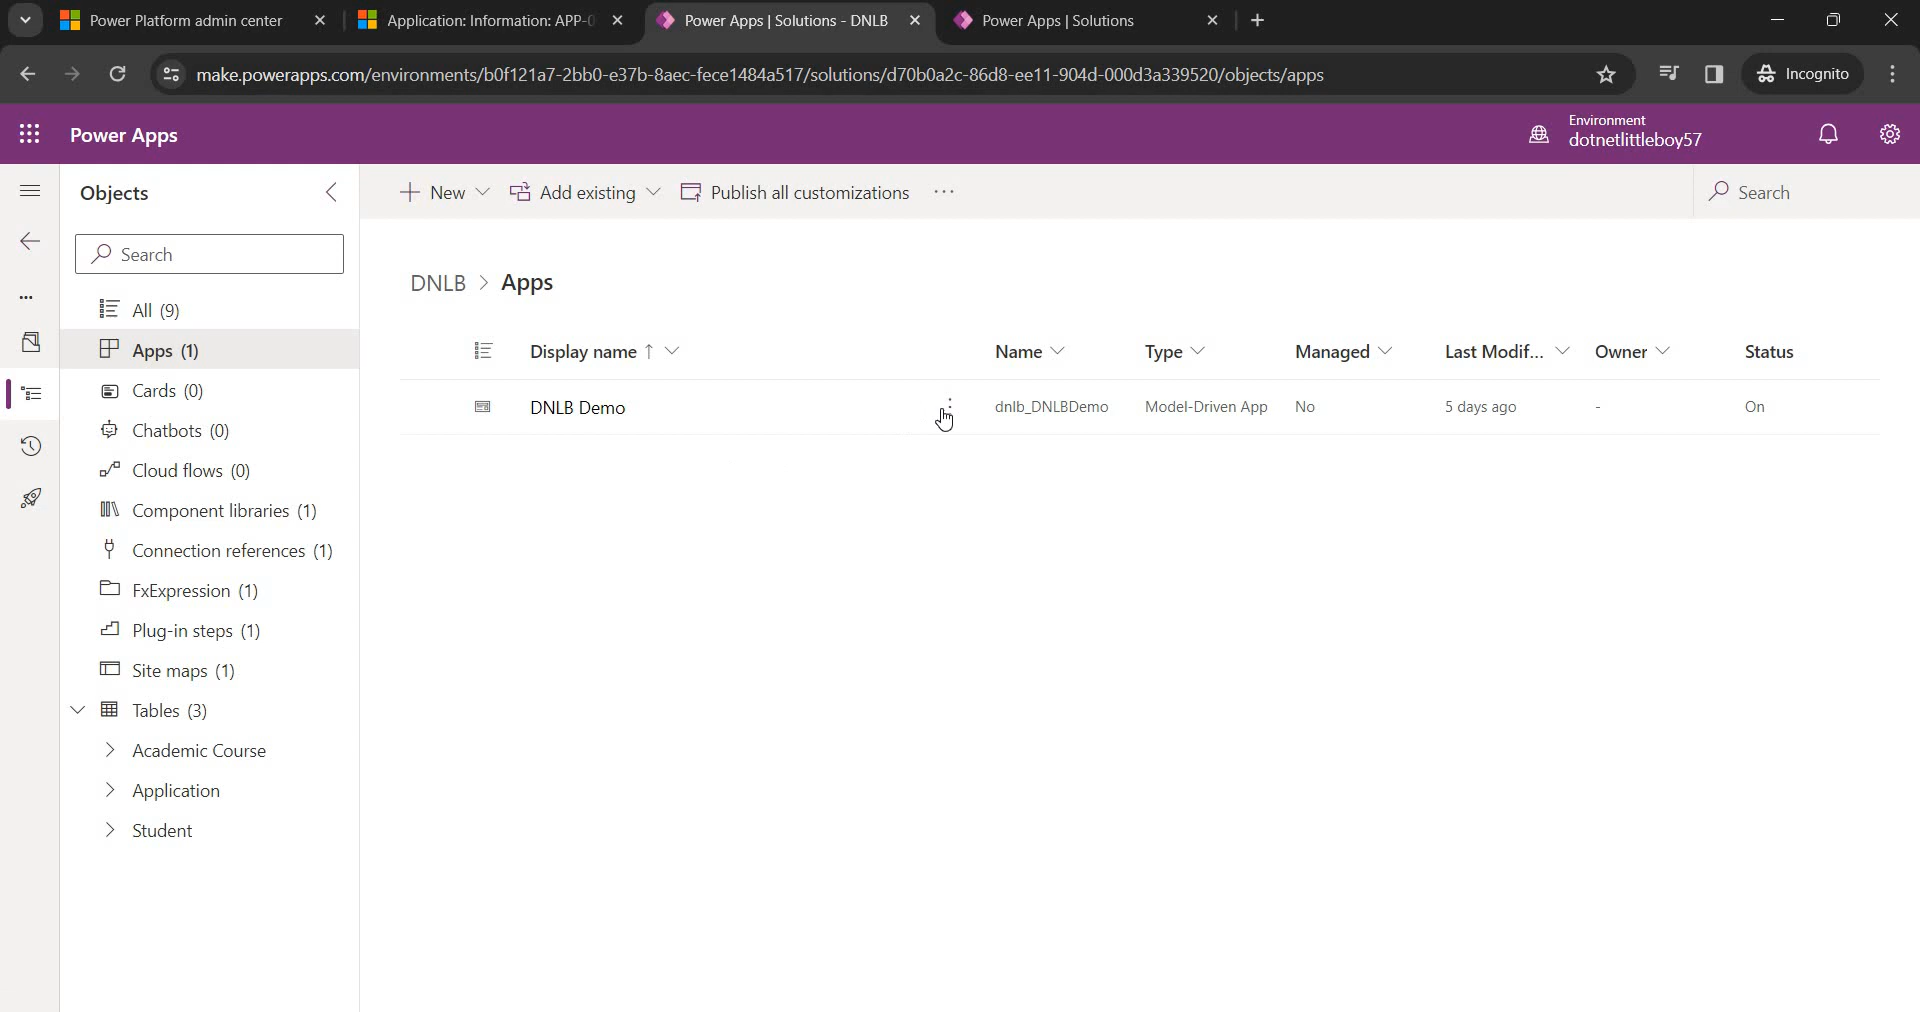 Power Platform admin center
Application: Information: APP-0
Power Apps | Solutions - DNLB
Power Apps | Solutions
make.powerapps.com/environments/b0f121a7-2bb0-e37b-8aec-fece1484a517/solutions/d70b0a2c-86d8-ee11-904d-000d3a339520/objects/apps
Incognito
Power Apps
Environment
dotnetlittleboy57
Objects
New
Add existing
Publish all customizations
Search
Search
DNLB > Apps
All (9)
Apps (1)
Cards (0)
Chatbots (0)
Cloud flows (0)
Component libraries (1)
Connection references (1)
FxExpression (1)
Plug-in steps (1)
Site maps (1)
Tables (3)
Academic Course
Application
Student
Display name ↑ Name Type Managed Last Modif... Owner Status
DNLB Demo dnlb_DNLBDemo Model-Driven App No 5 days ago - On